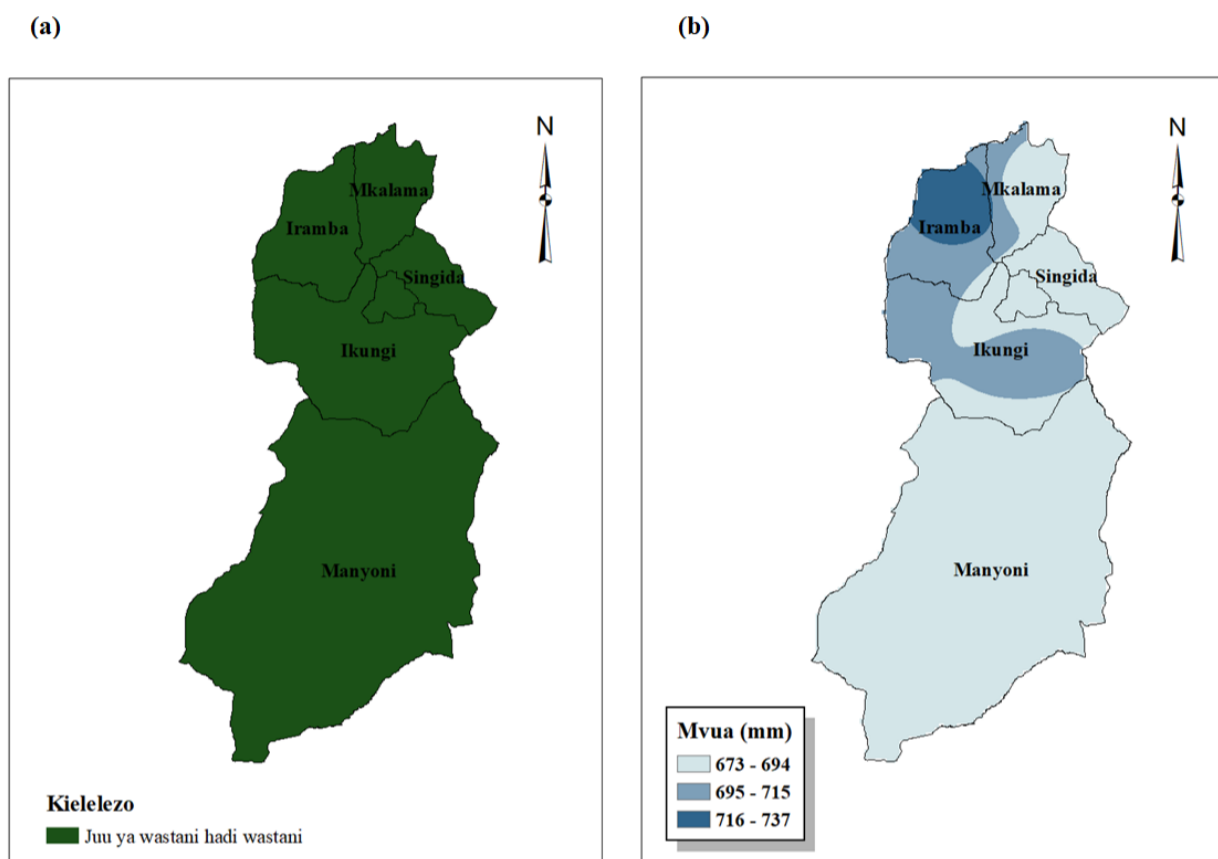 (a)
N
Mkalama
Iramba
Singida
Ikungi
Manyoni
Kielelezo
Juu ya wastani hadi wastani
(b)
N
Mkalama
Iramba
Singida
Ikungi
Manyoni
Mvua (mm)
673 - 694
695 - 715
716 - 737